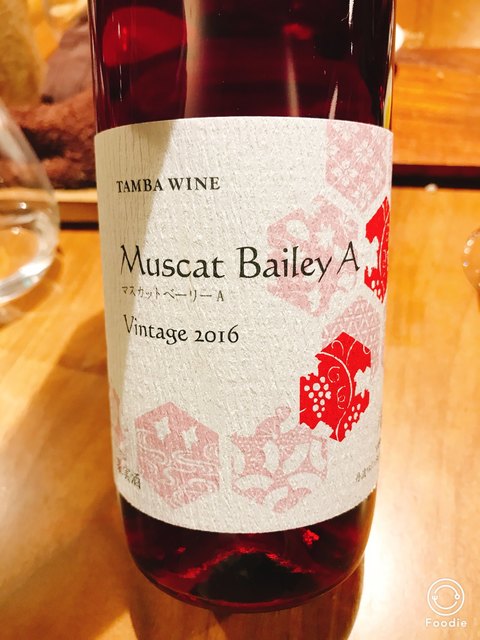 TAMBA WINE
Muscat Bailey A
マスカットベーリーA
Vintage 2016
Foodie